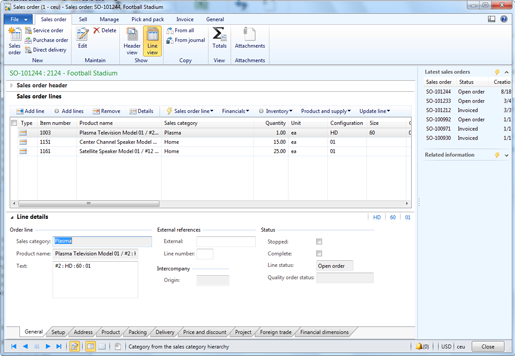 Sales order (1 - ceu) - Sales order: SO-101244, Football Stadium
File Sales order Sell Manage Pick and pack Invoice General
Sales order
Service order
Purchase order
Direct delivery
New
Edit
Delete
Maintain
Header view
Line view
Show
From all
From journal
Copy
Totals
View
Attachments
Attachments
SO-101244 : 2124 - Football Stadium
Sales order header
Sales order lines
Add line Add lines Remove Details Sales order line Financials Inventory Product and supply Update line
Type Item number Product name Sales category Quantity Unit Configuration Size
1003 Plasma Television Model 01 / #2... Plasma 1.00 ea HD 60
1151 Center Channel Speaker Model ... Home 15.00 ea 01
1161 Satellite Speaker Model 01 / #12 ... Home 25.00 ea 01
Line details
HD 60 01
Order line
Sales category: Plasma
Product name: Plasma Television Model 01 / #2 : H
Text: #2 : HD : 60 : 01
External references
External:
Line number:
Intercompany
Origin:
Status
Stopped:
Complete:
Line status: Open order
Quality order status:
General Setup Address Product Packing Delivery Price and discount Project Foreign trade Financial dimensions
Latest sales orders
Sales order Status Creatio
SO-101244 Open order 8/18
SO-101243 Open order 3/3
SO-101212 Invoiced 3/3
SO-100992 Open order 1/1
SO-100971 Invoiced 1/1
SO-100930 Invoiced 1/1
Related information
Category from the sales category hierarchy
(0) USD ceu Close